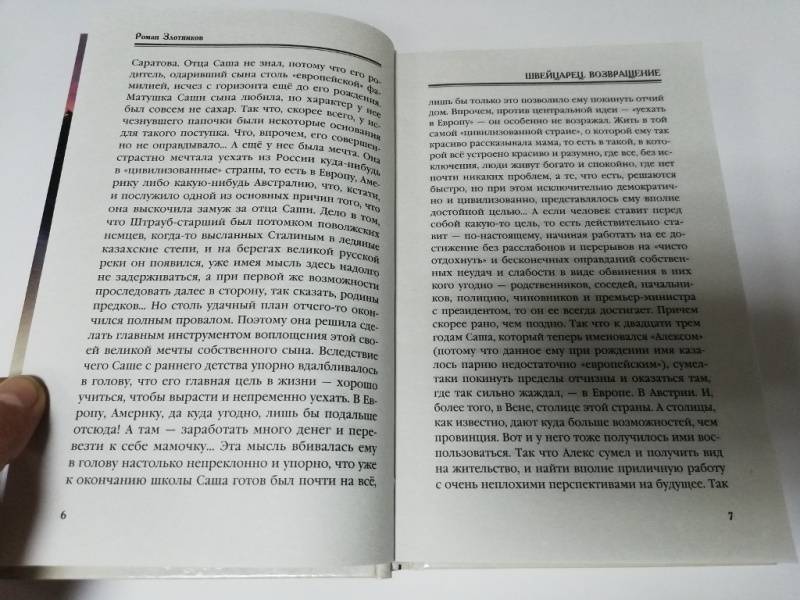 Роман Злотников
Саратова. Отца Саша не знал, потому что его ро-
дитель, одаривший сына столь «европейской» фа-
милией, исчез с горизонта ещё до его рождения.
Матушка Саши сына любила, но характер у неё
был совсем не сахар. Так что, скорее всего, у ис-
чезнувшего папочки были некоторые основания
для такого поступка. Что, впрочем, его совершен-
но не оправдывало... А ещё у нее была мечта. Она
страстно мечтала уехать из России куда-нибудь
в «цивилизованные» страны, то есть в Европу, Аме-
рику либо какую-нибудь Австралию, что, кстати,
и послужило одной из основных причин того, что
она выскочила замуж за отца Саши. Дело в том,
что Штрауб-старший был потомком поволжских
немцев, когда-то высланных Сталиным в ледяные
казахские степи, и на берегах великой русской
реки он появился, уже имея мысль здесь надолго
не задерживаться, а при первой же возможности
проследовать далее в сторону, так сказать, родины
предков... Но столь удачный план отчего-то окон-
чился полным провалом. Поэтому она решила сде-
лать главным инструментом воплощения этой сво-
ей великой мечты собственного сына. Вследствие
чего Саше с раннего детства упорно вдалбливалось
в голову, что его главная цель в жизни — хорошо
учиться, чтобы вырасти и непременно уехать. В Ев-
ропу, Америку, да куда угодно, лишь бы подальше
отсюда! А там — заработать много денег и пере-
везти к себе мамочку... Эта мысль вбивалась ему
в голову настолько непреклонно и упорно, что уже
к окончанию школы Саша готов был почти на всё,
6
ШВЕЙЦАРЕЦ. ВОЗВРАЩЕНИЕ
лишь бы только это позволило ему покинуть отчий
дом. Впрочем, против центральной идеи — «уехать
в Европу» — он особенно не возражал. Жить в той
самой «цивилизованной стране», о которой ему так
красиво рассказывала мама, то есть в такой, в кото-
рой всё устроено красиво и разумно, где все, без ис-
ключения, люди живут богато и спокойно, где нет
почти никаких проблем, а те, что есть, решаются
быстро, но при этом исключительно демократич-
но и цивилизованно, представлялось ему вполне
достойной целью... А если человек ставит перед
собой какую-то цель, то есть действительно ста-
вит — по-настоящему, начиная работать на ее до-
стижение без расслабонов и перерывов на «чисто
отдохнуть» и бесконечных оправданий собствен-
ных неудач и слабости в виде обвинения в них
кого угодно — родственников, соседей, начальни-
ков, полицию, чиновников и премьер-министра
с президентом, то он ее всегда достигает. Причем
скорее рано, чем поздно. Так что к двадцати трем
годам Саша, который теперь именовался «Алексом»
(потому что данное ему при рождении имя каза-
лось парню недостаточно «европейским»), сумел-
таки покинуть пределы отчизны и оказаться там,
где так сильно жаждал, — в Европе. В Австрии. И,
более того, в Вене, столице этой страны. А столицы,
как известно, дают куда больше возможностей, чем
провинция. Вот и у него тоже получилось ими вос-
пользоваться. Так что Алекс сумел и получить вид
на жительство, и найти вполне приличную работу
с очень неплохими перспективами на будущее. Так
7